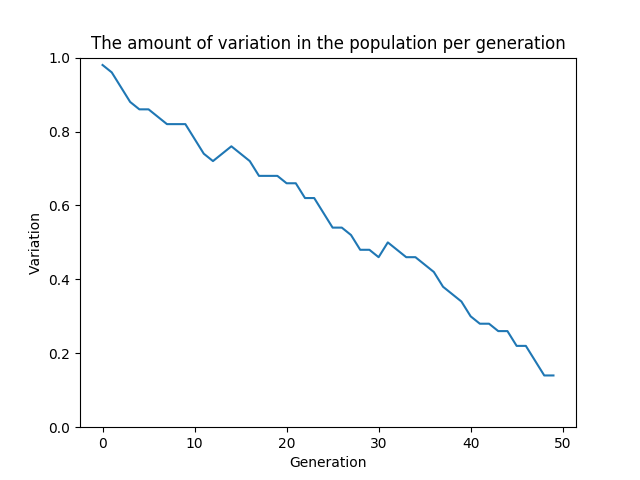 The amount of variation in the population per generation
1.0
0.8
0.6
0.4
0.2
0.0
Variation
0 10 20 30 40 50
Generation